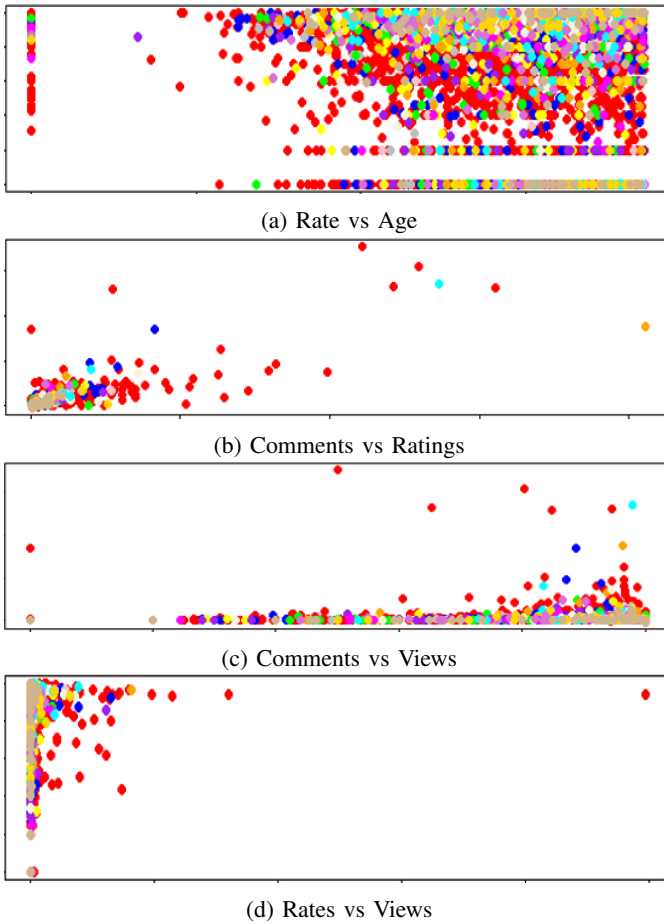 (a) Rate vs Age
(b) Comments vs Ratings
(c) Comments vs Views
(d) Rates vs Views